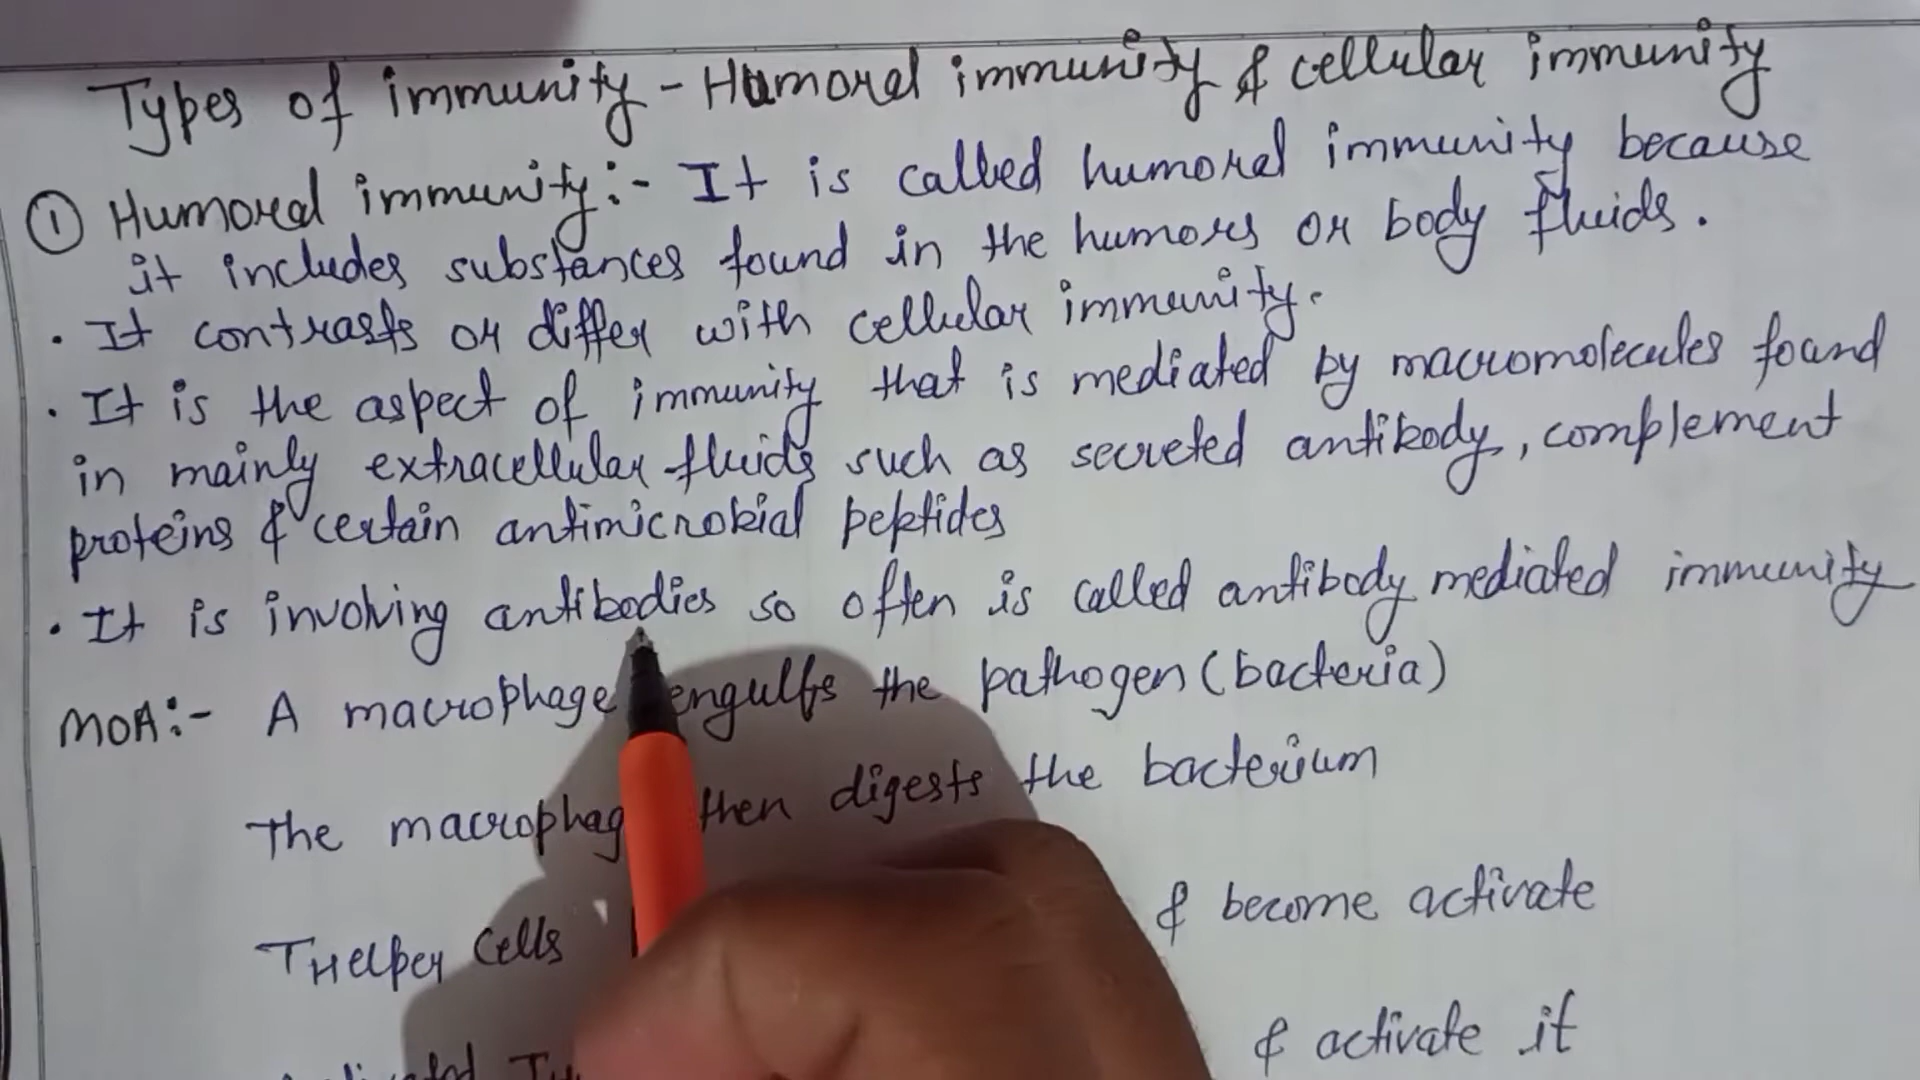 Types of immunity - Humoral immunity & cellular immunity
① Humoral immunity:- It is called humoral immunity because
it includes substances found in the humors or body fluids.
· It contrasts or differ with cellular immunity.
· It is the aspect of immunity that is mediated by macromolecules found
in mainly extracellular fluids such as secreted antibody, complement
proteins & certain antimicrobial peptides
· It is involving antibodies so often is called antibody mediated immunity
MOA:- A macrophage engulfs the pathogen (bacteria)
The macrophag then digests the bacterium
THelper Cells & become activate
& activate it